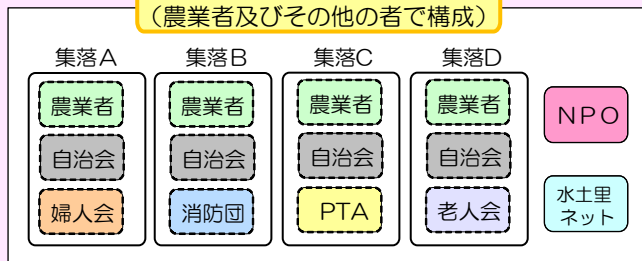 （農業者及びその他の者で構成）
集落A
農業者
自治会
婦人会
集落B
農業者
自治会
消防団
集落C
農業者
自治会
PTA
集落D
農業者
自治会
老人会
NPO
水土里
ネット